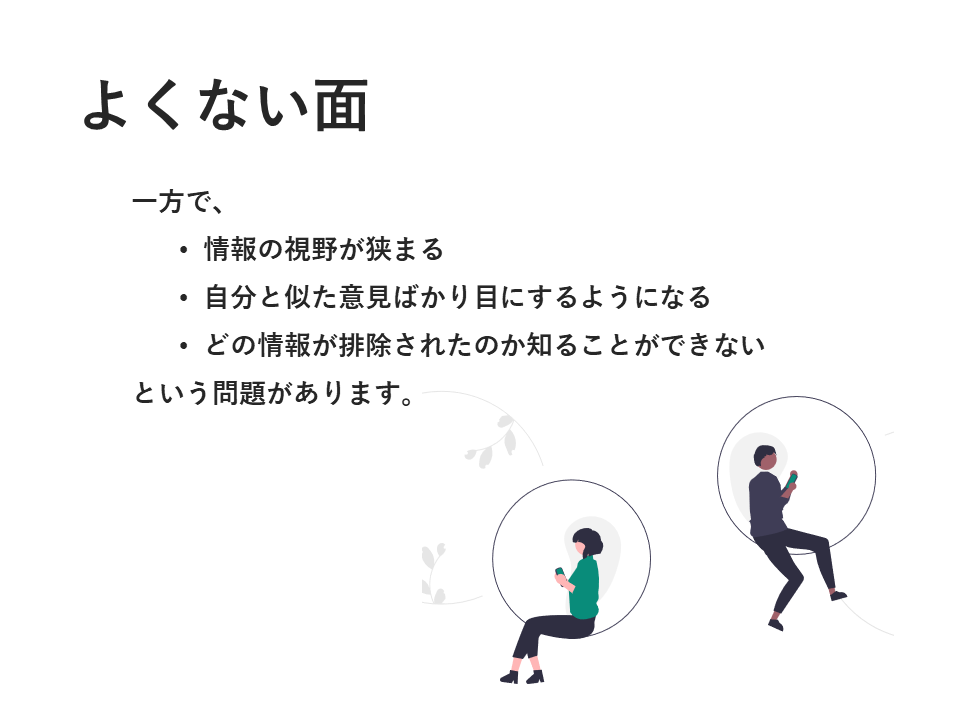 よくない面
一方で、
• 情報の視野が狭まる
• 自分と似た意見ばかり目にするようになる
• どの情報が排除されたのか知ることができない
という問題があります。